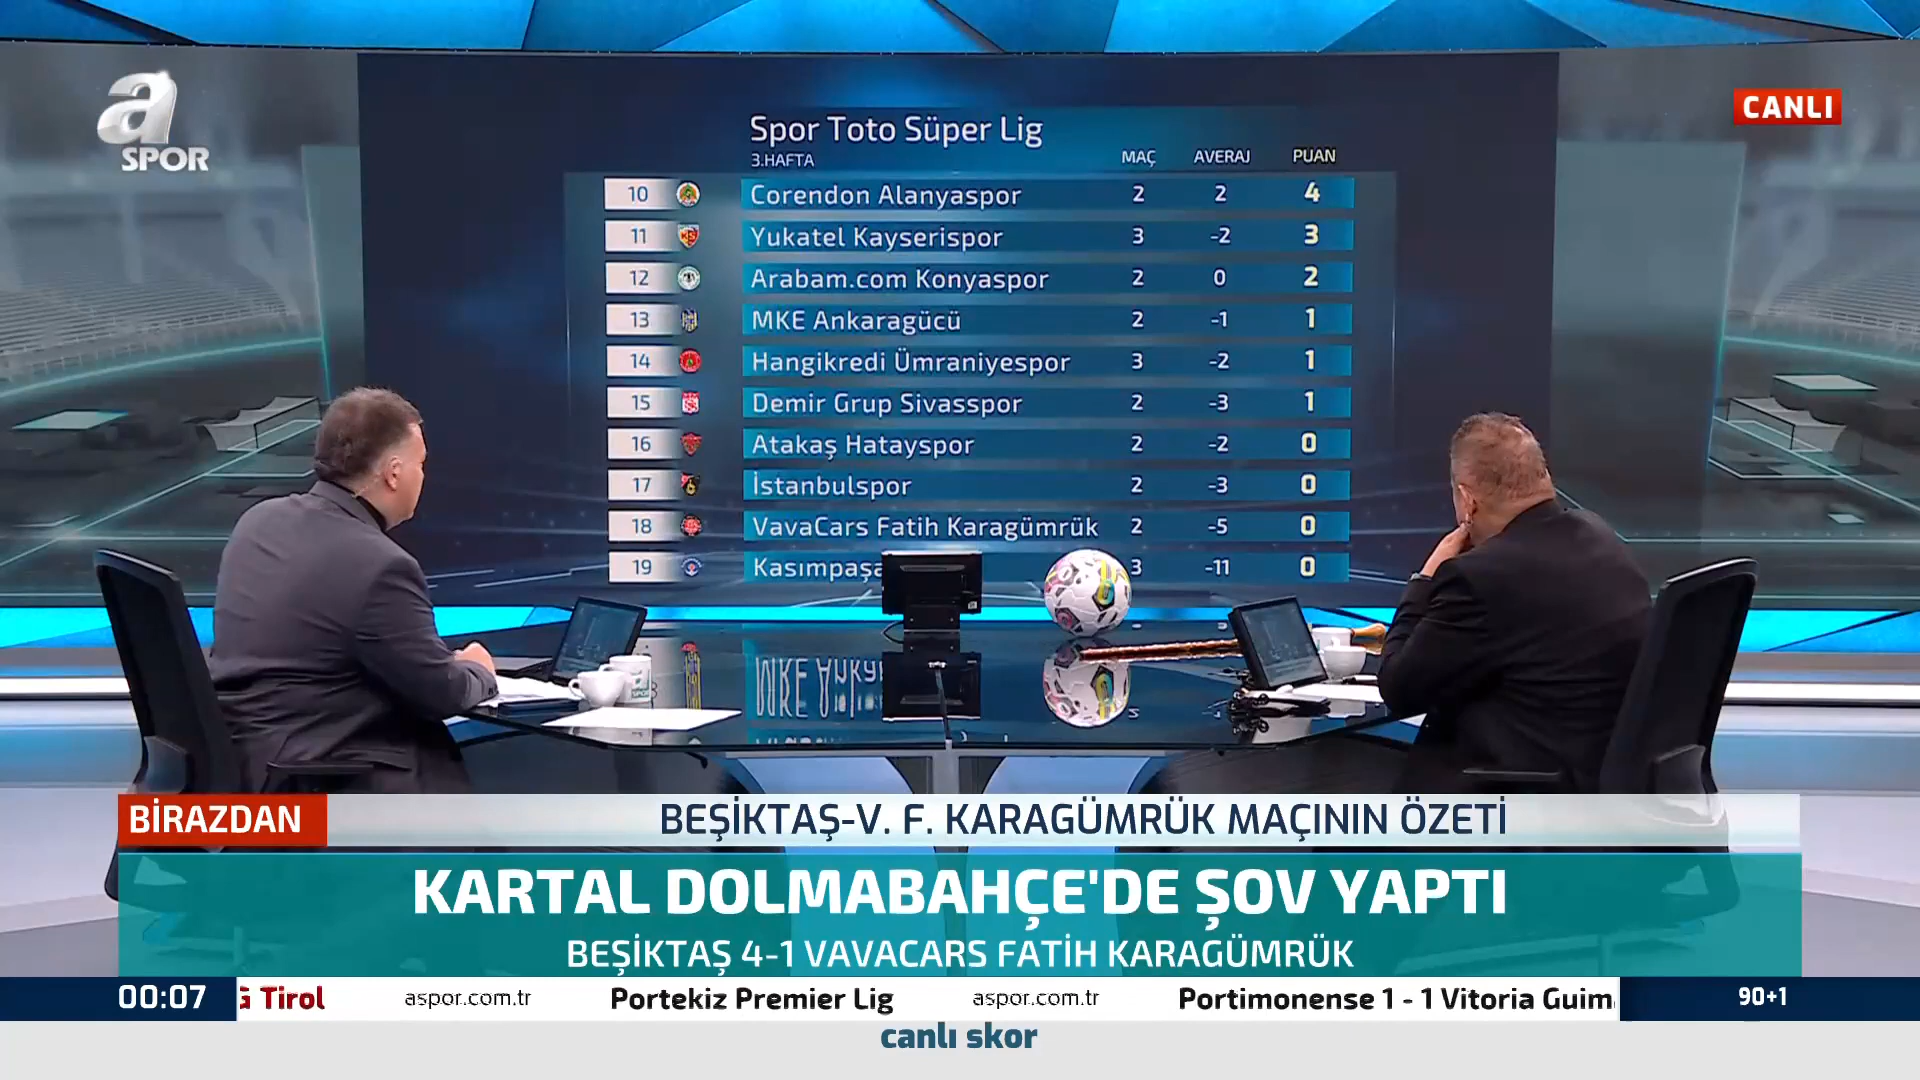 a
SPOR
CANLI
Spor Toto Süper Lig
3.HAFTA MAÇ AVERAJ PUAN
10 Corendon Alanyaspor 2 2 4
11 Yukatel Kayserispor 3 -2 3
12 Arabam.com Konyaspor 2 0 2
13 MKE Ankaragücü 2 -1 1
14 Hangikredi Ümraniyespor 3 -2 1
15 Demir Grup Sivasspor 2 -3 1
16 Atakaş Hatayspor 2 -2 0
17 İstanbulspor 2 -3 0
18 VavaCars Fatih Karagümrük 2 -5 0
19 Kasımpaşa 3 -11 0
a
SPOR
BİRAZDAN BEŞİKTAŞ-V. F. KARAGÜMRÜK MAÇININ ÖZETİ
KARTAL DOLMABAHÇE'DE ŞOV YAPTI
BEŞİKTAŞ 4-1 VAVACARS FATİH KARAGÜMRÜK
00:07 G Tirol aspor.com.tr Portekiz Premier Lig aspor.com.tr Portimonense 1 - 1 Vitoria Guim 90+1
canlı skor